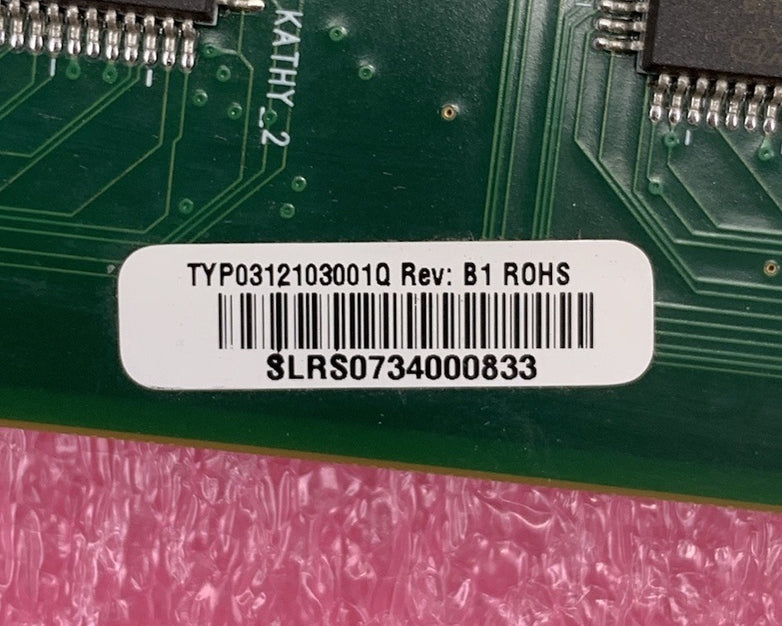 KATHY_2
TYP0312103001Q Rev: B1 ROHS
SLRS0734000833